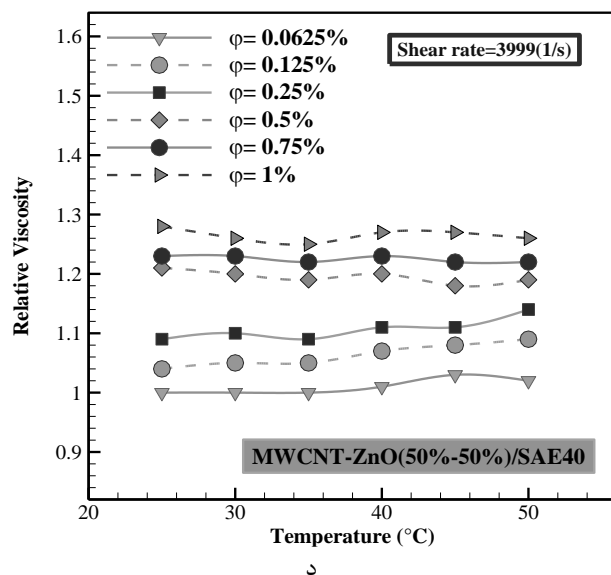 1.6
1.5
1.4
1.3
1.2
1.1
1
0.9
Relative Viscosity
φ= 0.0625%
φ= 0.125%
φ= 0.25%
φ= 0.5%
φ= 0.75%
φ= 1%
Shear rate=3999(1/s)
MWCNT-ZnO(50%-50%)/SAE40
20 30 40 50
Temperature (°C)
د